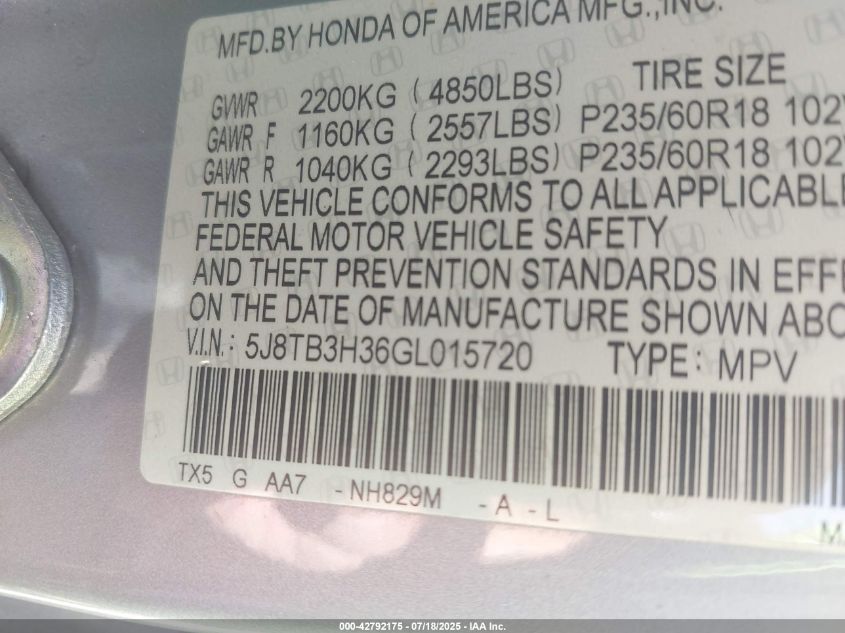 MFD.BY HONDA OF AMERICA MFG.,INC.
GVWR 2200KG ( 4850LBS) TIRE SIZE
GAWR F 1160KG ( 2557LBS) P235/60R18 102V
GAWR R 1040KG ( 2293LBS) P235/60R18 102V
THIS VEHICLE CONFORMS TO ALL APPLICABLE
FEDERAL MOTOR VEHICLE SAFETY
AND THEFT PREVENTION STANDARDS IN EFFE
ON THE DATE OF MANUFACTURE SHOWN ABO
V.I.N.: 5J8TB3H36GL015720 TYPE: MPV
TX5 G AA7 -NH829M -A -L
000-42792175 - 07/18/2025 - IAA Inc.